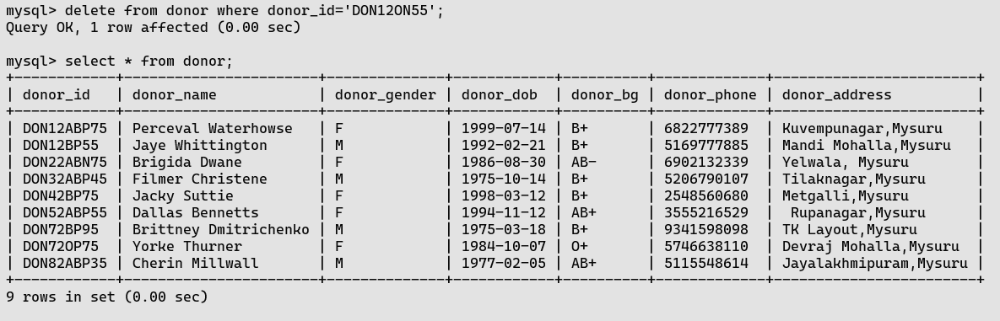 mysql> delete from donor where donor_id='DON12ON55';
Query OK, 1 row affected (0.00 sec)

mysql> select * from donor;
+------------+-----------------------+--------------+------------+----------+-------------+------------------------+
| donor_id   | donor_name            | donor_gender | donor_dob  | donor_bg | donor_phone | donor_address          |
+------------+-----------------------+--------------+------------+----------+-------------+------------------------+
| DON12ABP75 | Perceval Waterhowse   | F            | 1999-07-14 | B+       | 6822777389  | Kuvempunagar,Mysuru    |
| DON12BP55  | Jaye Whittington      | M            | 1992-02-21 | B+       | 5169777885  | Mandi Mohalla,Mysuru   |
| DON22ABN75 | Brigida Dwane         | F            | 1986-08-30 | AB-      | 6902132339  | Yelwala, Mysuru        |
| DON32ABP45 | Filmer Christene      | M            | 1975-10-14 | B+       | 5206790107  | Tilaknagar,Mysuru      |
| DON42BP75  | Jacky Suttie          | F            | 1998-03-12 | B+       | 2548560680  | Metgalli,Mysuru        |
| DON52ABP55 | Dallas Bennetts       | F            | 1994-11-12 | AB+      | 3555216529  |  Rupanagar,Mysuru      |
| DON72BP95  | Brittney Dmitrichenko | M            | 1975-03-18 | B+       | 9341598098  | TK Layout,Mysuru       |
| DON72OP75  | Yorke Thurner         | F            | 1984-10-07 | O+       | 5746638110  | Devraj Mohalla,Mysuru  |
| DON82ABP35 | Cherin Millwall       | M            | 1977-02-05 | AB+      | 5115548614  | Jayalakhmipuram,Mysuru |
+------------+-----------------------+--------------+------------+----------+-------------+------------------------+
9 rows in set (0.00 sec)